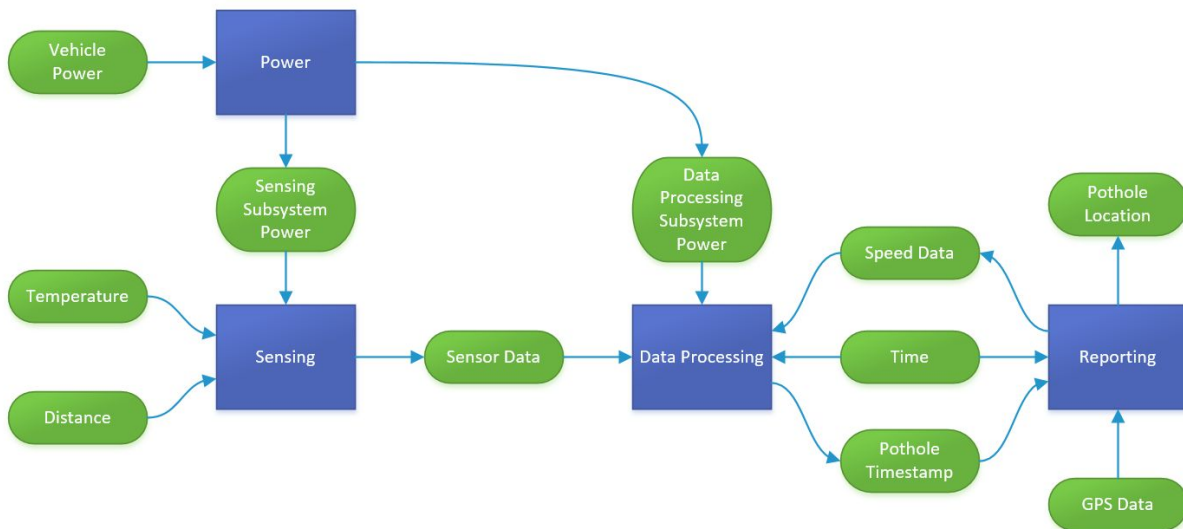 Vehicle
Power
Power
Sensing
Subsystem
Power
Data
Processing
Subsystem
Power
Pothole
Location
Speed Data
Temperature
Sensing
Sensor Data
Data Processing
Time
Reporting
Distance
Pothole
Timestamp
GPS Data